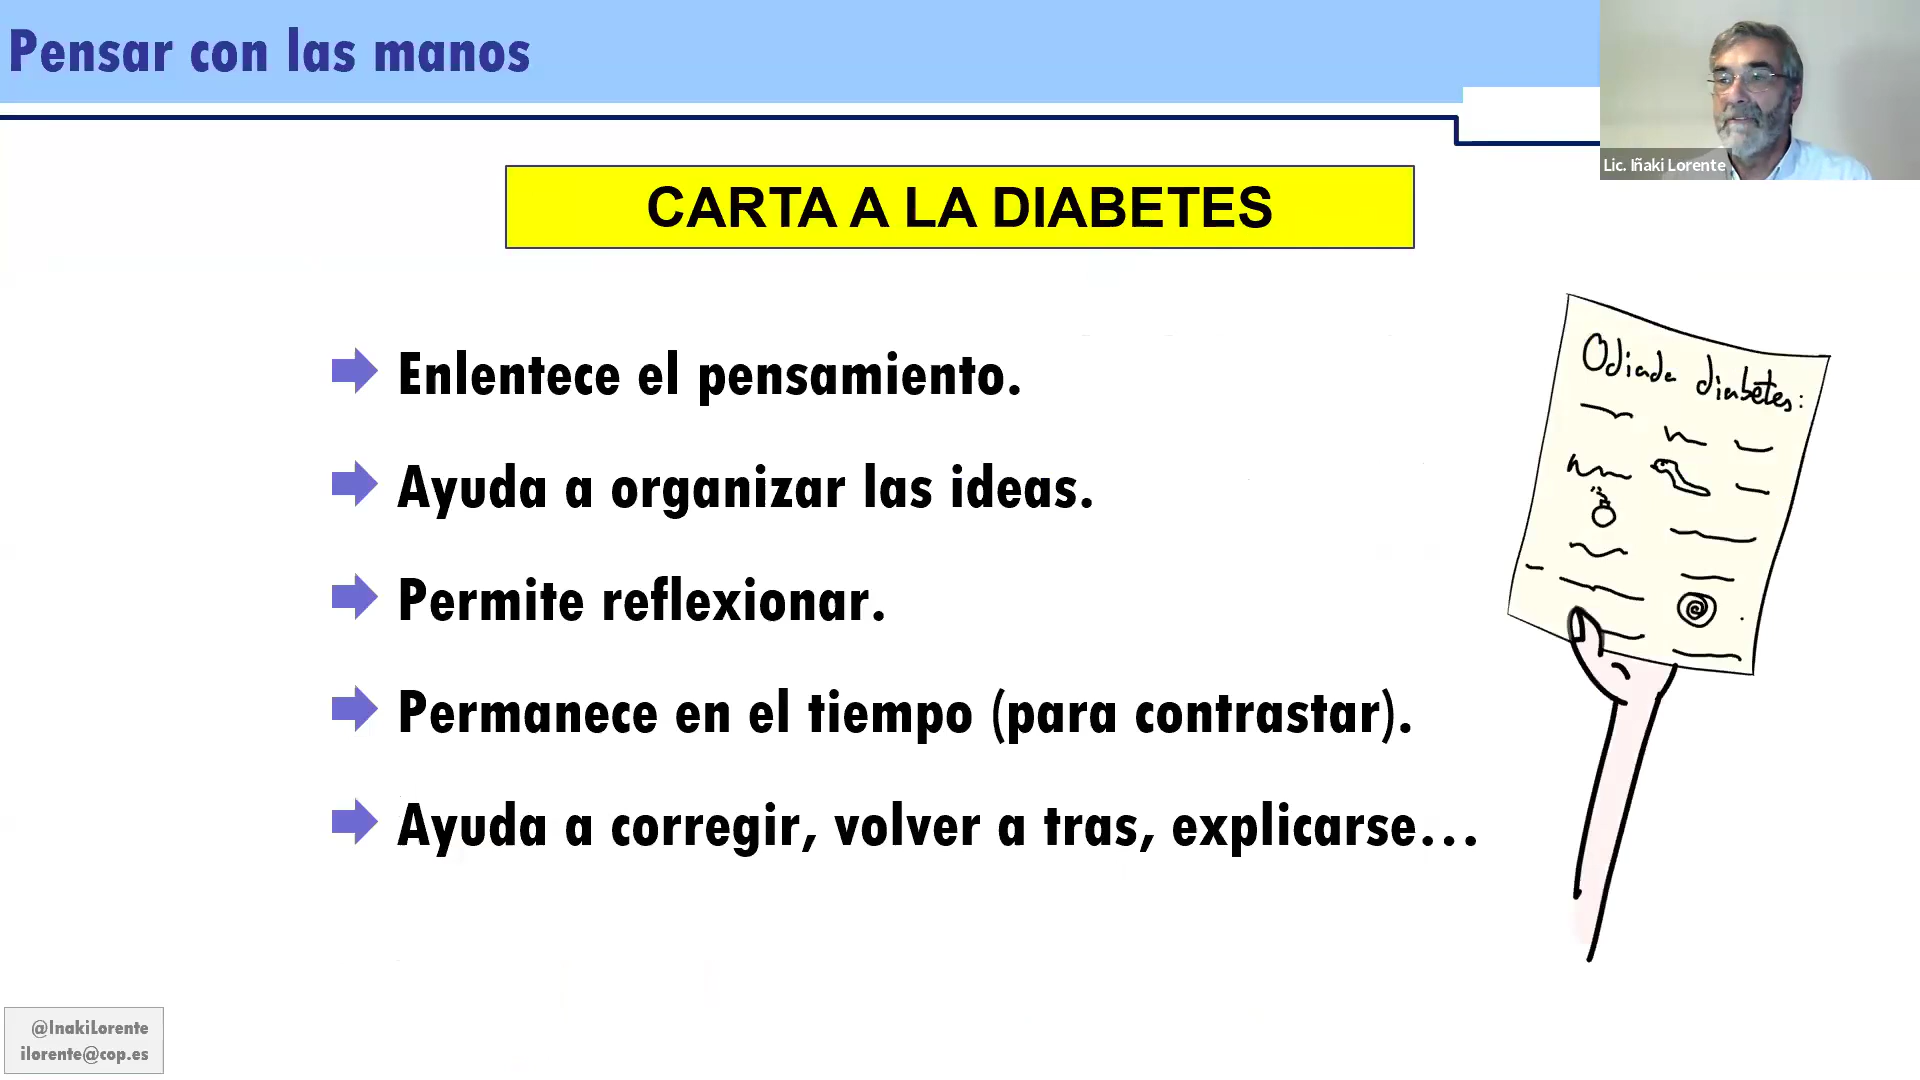 Pensar con las manos
Lic. Iñaki Lorente
CARTA A LA DIABETES
Enlentece el pensamiento.
Ayuda a organizar las ideas.
Permite reflexionar.
Permanece en el tiempo (para contrastar).
Ayuda a corregir, volver a tras, explicarse…
Odiada diabetes:
@InakiLorente
ilorente@cop.es